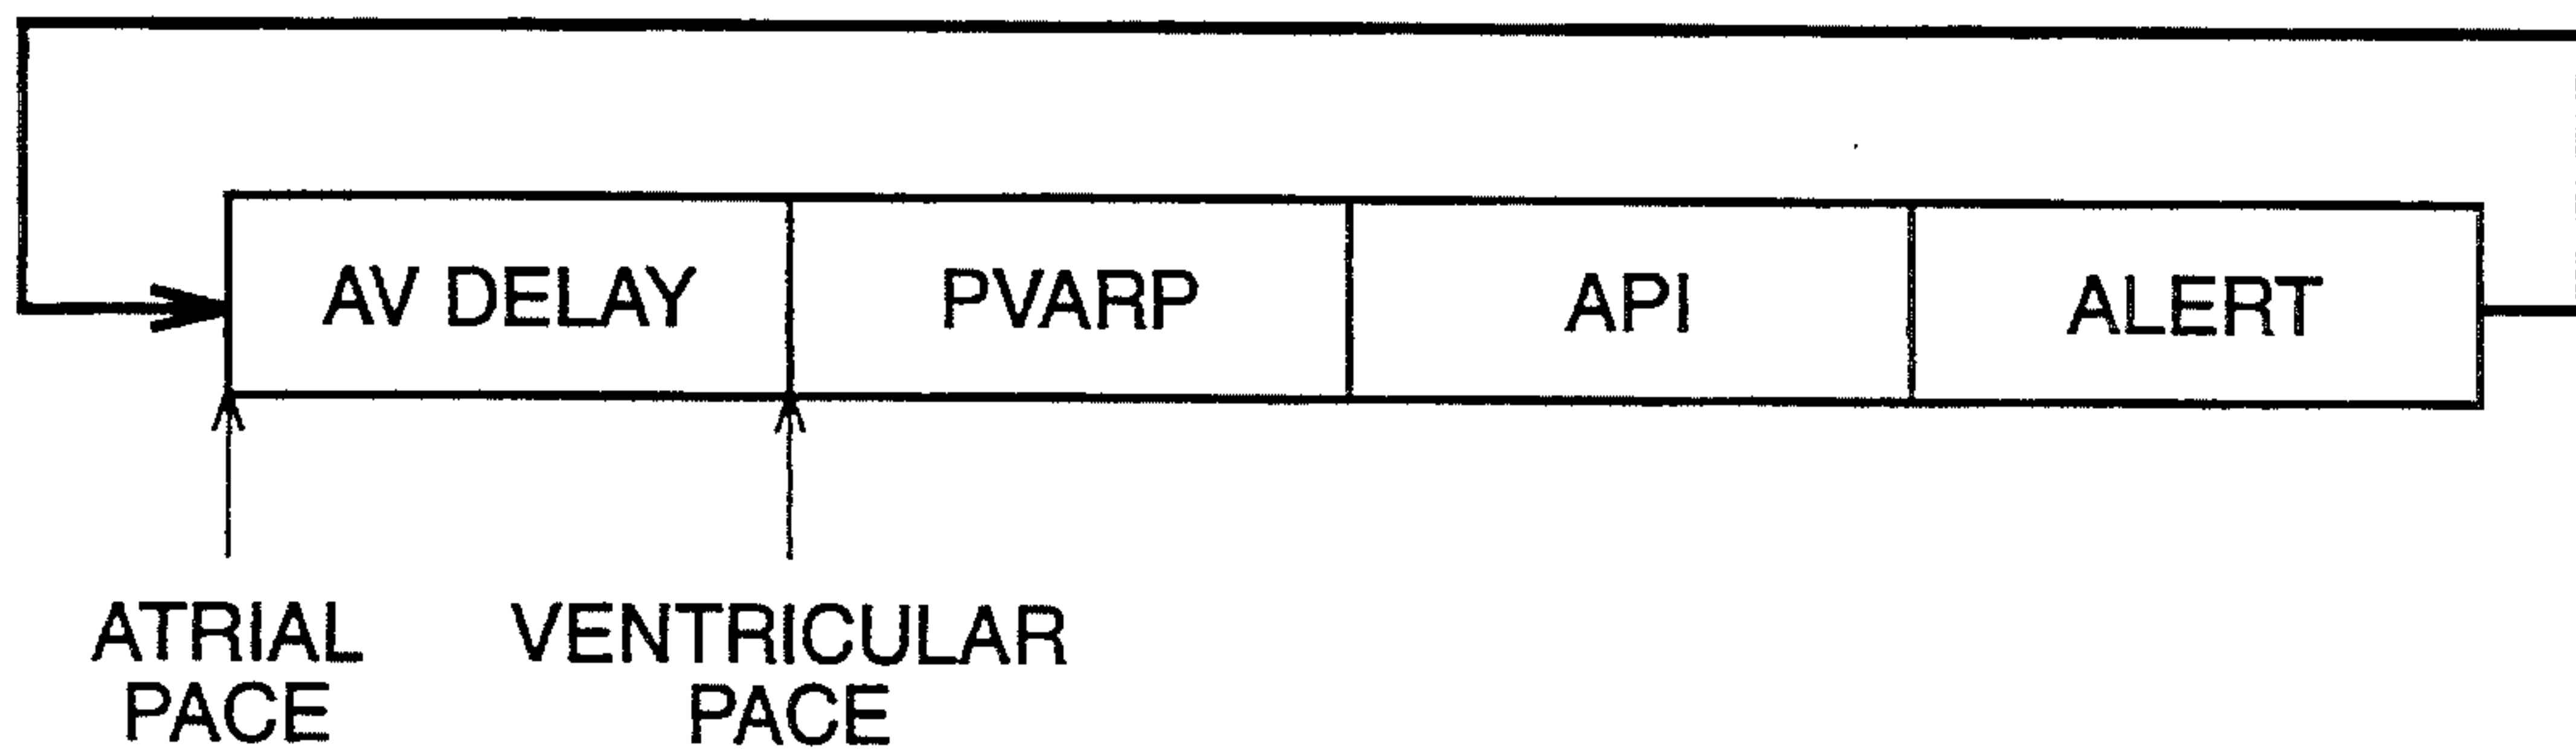 AV DELAY PVARP API ALERT
ATRIAL PACE
VENTRICULAR PACE